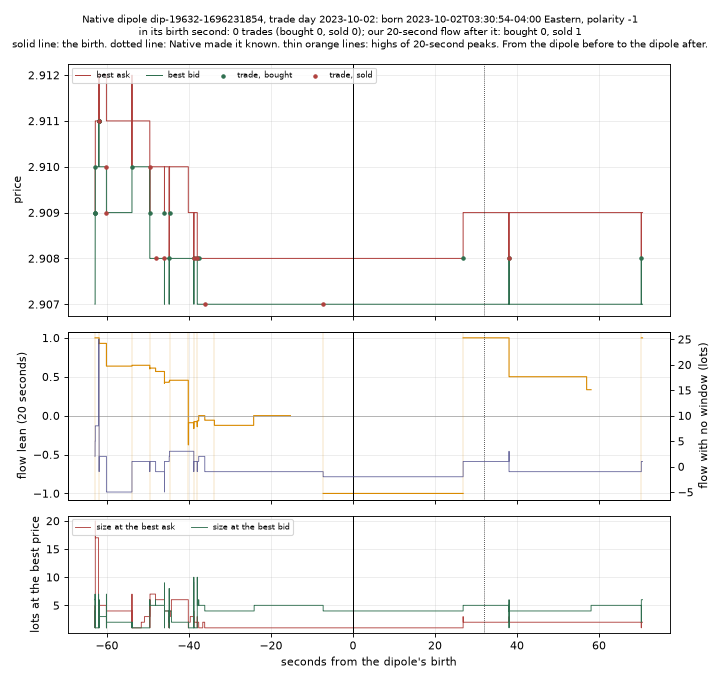 Native dipole dip-19632-1696231854, trade day 2023-10-02: born 2023-10-02T03:30:54-04:00 Eastern, polarity -1
in its birth second: 0 trades (bought 0, sold 0); our 20-second flow after it: bought 0, sold 1
solid line: the birth. dotted line: Native made it known. thin orange lines: highs of 20-second peaks. From the dipole before to the dipole after.
best ask
best bid
trade, bought
trade, sold
2.912
2.911
2.910
2.909
2.908
2.907
price
1.0
0.5
0.0
−0.5
−1.0
flow lean (20 seconds)
25
20
15
10
5
0
−5
flow with no window (lots)
size at the best ask
size at the best bid
20
15
10
5
lots at the best price
−60
−40
−20
0
20
40
60
seconds from the dipole's birth